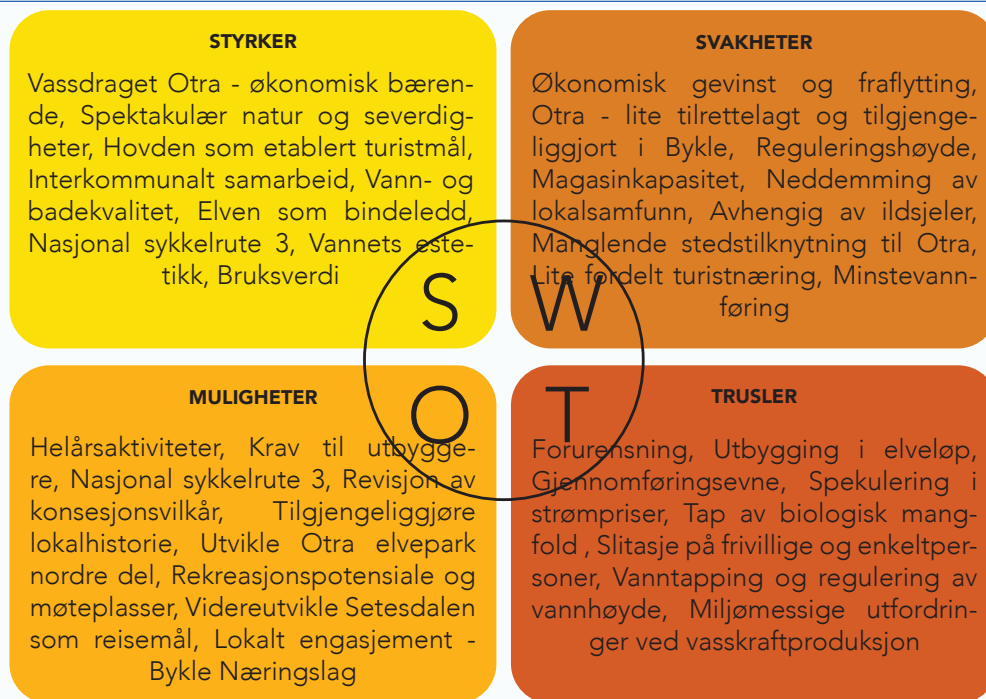 STYRKER
Vassdraget Otra - økonomisk bæren-
de, Spektakulær natur og severdig-
heter, Hovden som etablert turistmål,
Interkommunalt samarbeid, Vann- og
badekvalitet, Elven som bindeledd,
Nasjonal sykkelrute 3, Vannets este-
tikk, Bruksverdi
SVAKHETER
Økonomisk gevinst og fraflytting,
Otra - lite tilrettelagt og tilgjenge-
liggjort i Bykle, Reguleringshøyde,
Magasinkapasitet, Neddemming av
lokalsamfunn, Avhengig av ildsjeler,
Manglende stedstilknytning til Otra,
Lite fordelt turistnæring, Minstevann-
føring
S W
O T
MULIGHETER
Helårsaktiviteter, Krav til utbygge-
re, Nasjonal sykkelrute 3, Revisjon av
konsesjonsvilkår, Tilgjengeliggjøre
lokalhistorie, Utvikle Otra elvepark
nordre del, Rekreasjonspotensiale og
møteplasser, Videreutvikle Setesdalen
som reisemål, Lokalt engasjement -
Bykle Næringslag
TRUSLER
Forurensning, Utbygging i elveløp,
Gjennomføringsevne, Spekulering i
strømpriser, Tap av biologisk mang-
fold , Slitasje på frivillige og enkeltper-
soner, Vanntapping og regulering av
vannhøyde, Miljømessige utfordrin-
ger ved vasskraftproduksjon